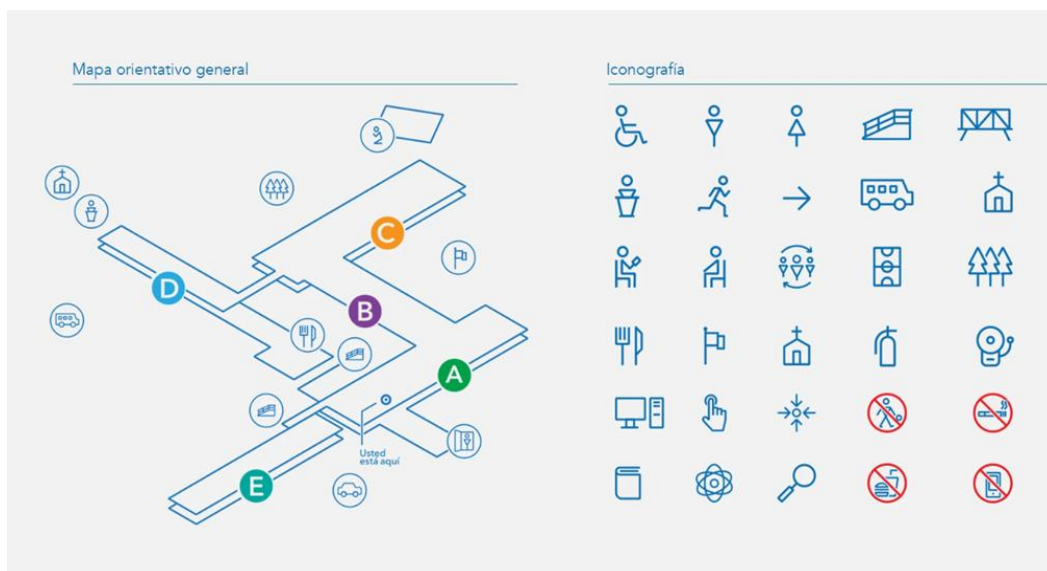 Mapa orientativo general
Iconografía
C
D
B
A
Usted
está aquí
E